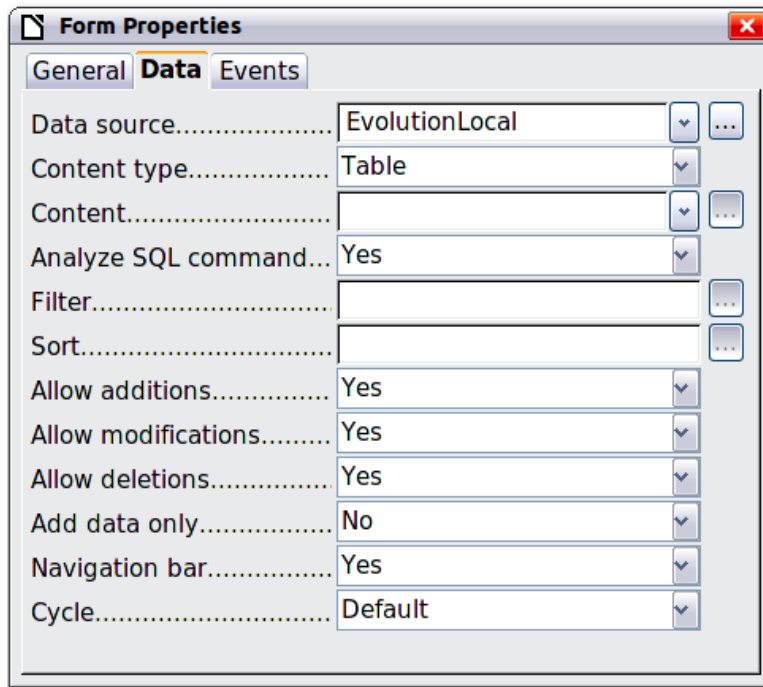 Form Properties
General Data Events
Data source..................... EvolutionLocal ...
Content type................... Table
Content........................... ...
Analyze SQL command... Yes
Filter................................ ...
Sort................................. ...
Allow additions............... Yes
Allow modifications......... Yes
Allow deletions................ Yes
Add data only.................. No
Navigation bar................. Yes
Cycle............................... Default